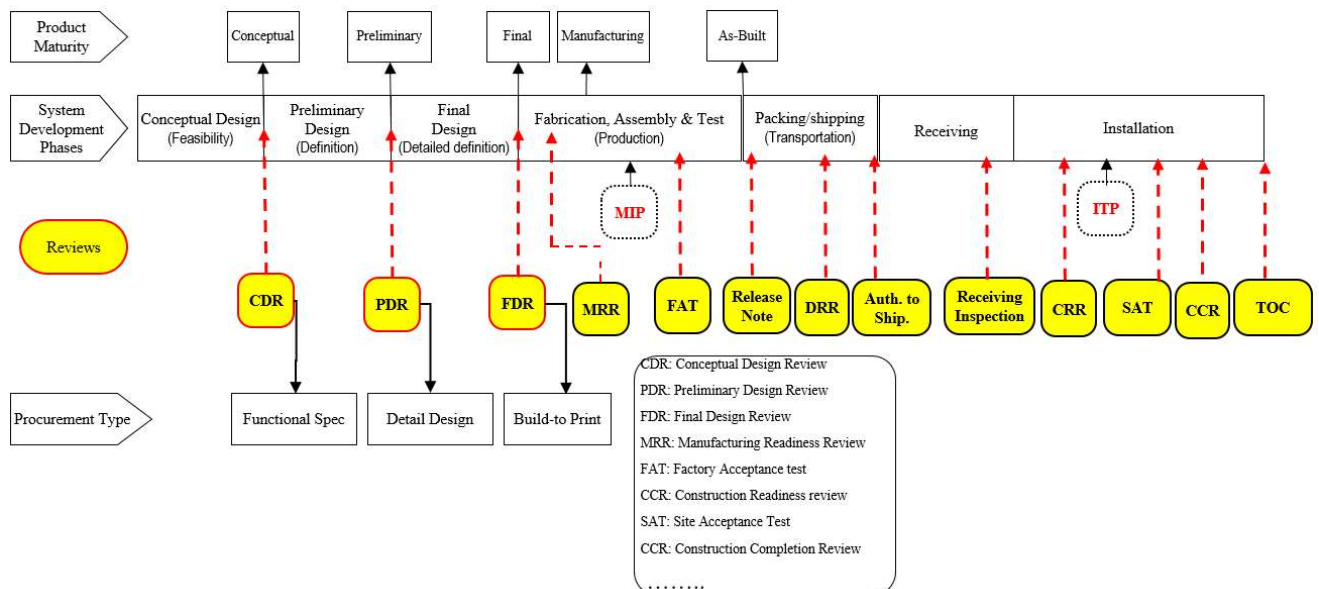 Product
Maturity
Conceptual
Preliminary
Final
Manufacturing
As-Built
System
Development
Phases
Conceptual Design
(Feasibility)
Preliminary
Design
(Definition)
Final
Design
(Detailed definition)
Fabrication, Assembly & Test
(Production)
Packing/shipping
(Transportation)
Receiving
Installation
MIP
ITP
Reviews
CDR
PDR
FDR
MRR
FAT
Release
Note
DRR
Auth. to
Ship.
Receiving
Inspection
CRR
SAT
CCR
TOC
Procurement Type
Functional Spec
Detail Design
Build-to Print
CDR: Conceptual Design Review
PDR: Preliminary Design Review
FDR: Final Design Review
MRR: Manufacturing Readiness Review
FAT: Factory Acceptance test
CCR: Construction Readiness review
SAT: Site Acceptance Test
CCR: Construction Completion Review
........